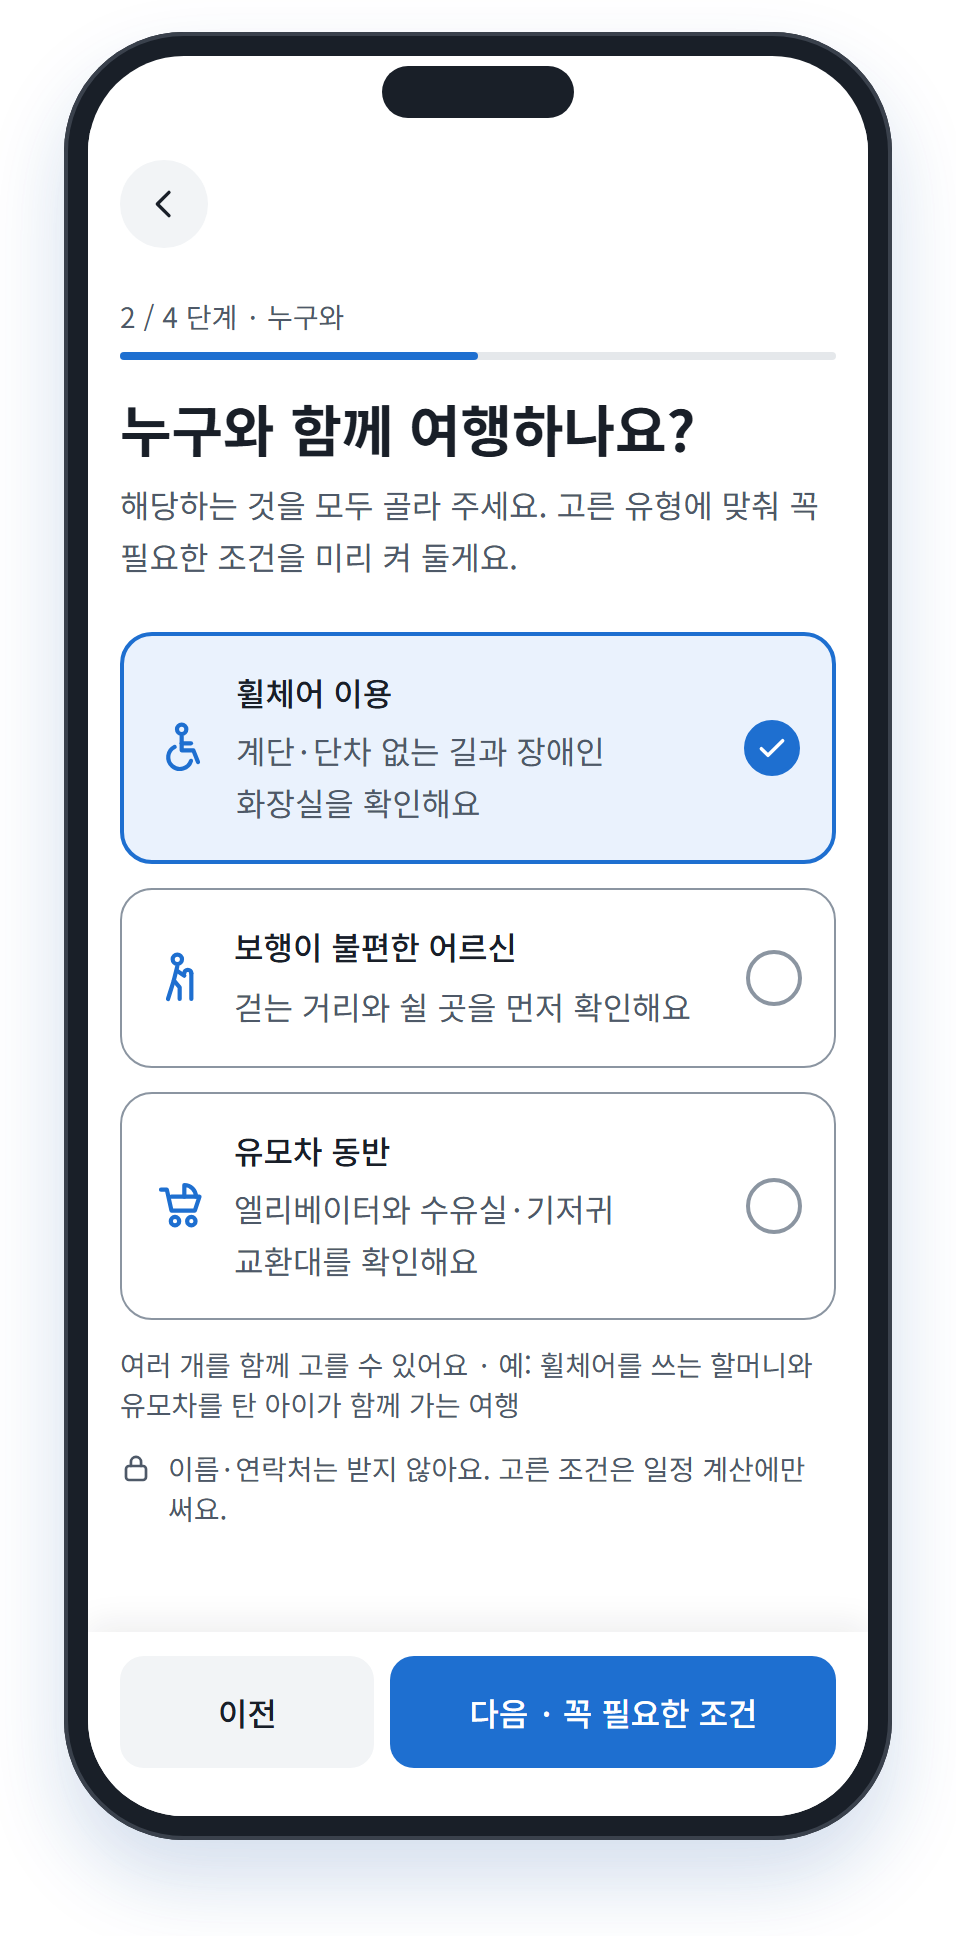 2 / 4 단계 · 누구와
누구와 함께 여행하나요?
해당하는 것을 모두 골라 주세요. 고른 유형에 맞춰 꼭
필요한 조건을 미리 켜 둘게요.
휠체어 이용
계단·단차 없는 길과 장애인
화장실을 확인해요
보행이 불편한 어르신
걷는 거리와 쉴 곳을 먼저 확인해요
유모차 동반
엘리베이터와 수유실·기저귀
교환대를 확인해요
여러 개를 함께 고를 수 있어요 · 예: 휠체어를 쓰는 할머니와
유모차를 탄 아이가 함께 가는 여행
이름·연락처는 받지 않아요. 고른 조건은 일정 계산에만
써요.
이전
다음 · 꼭 필요한 조건